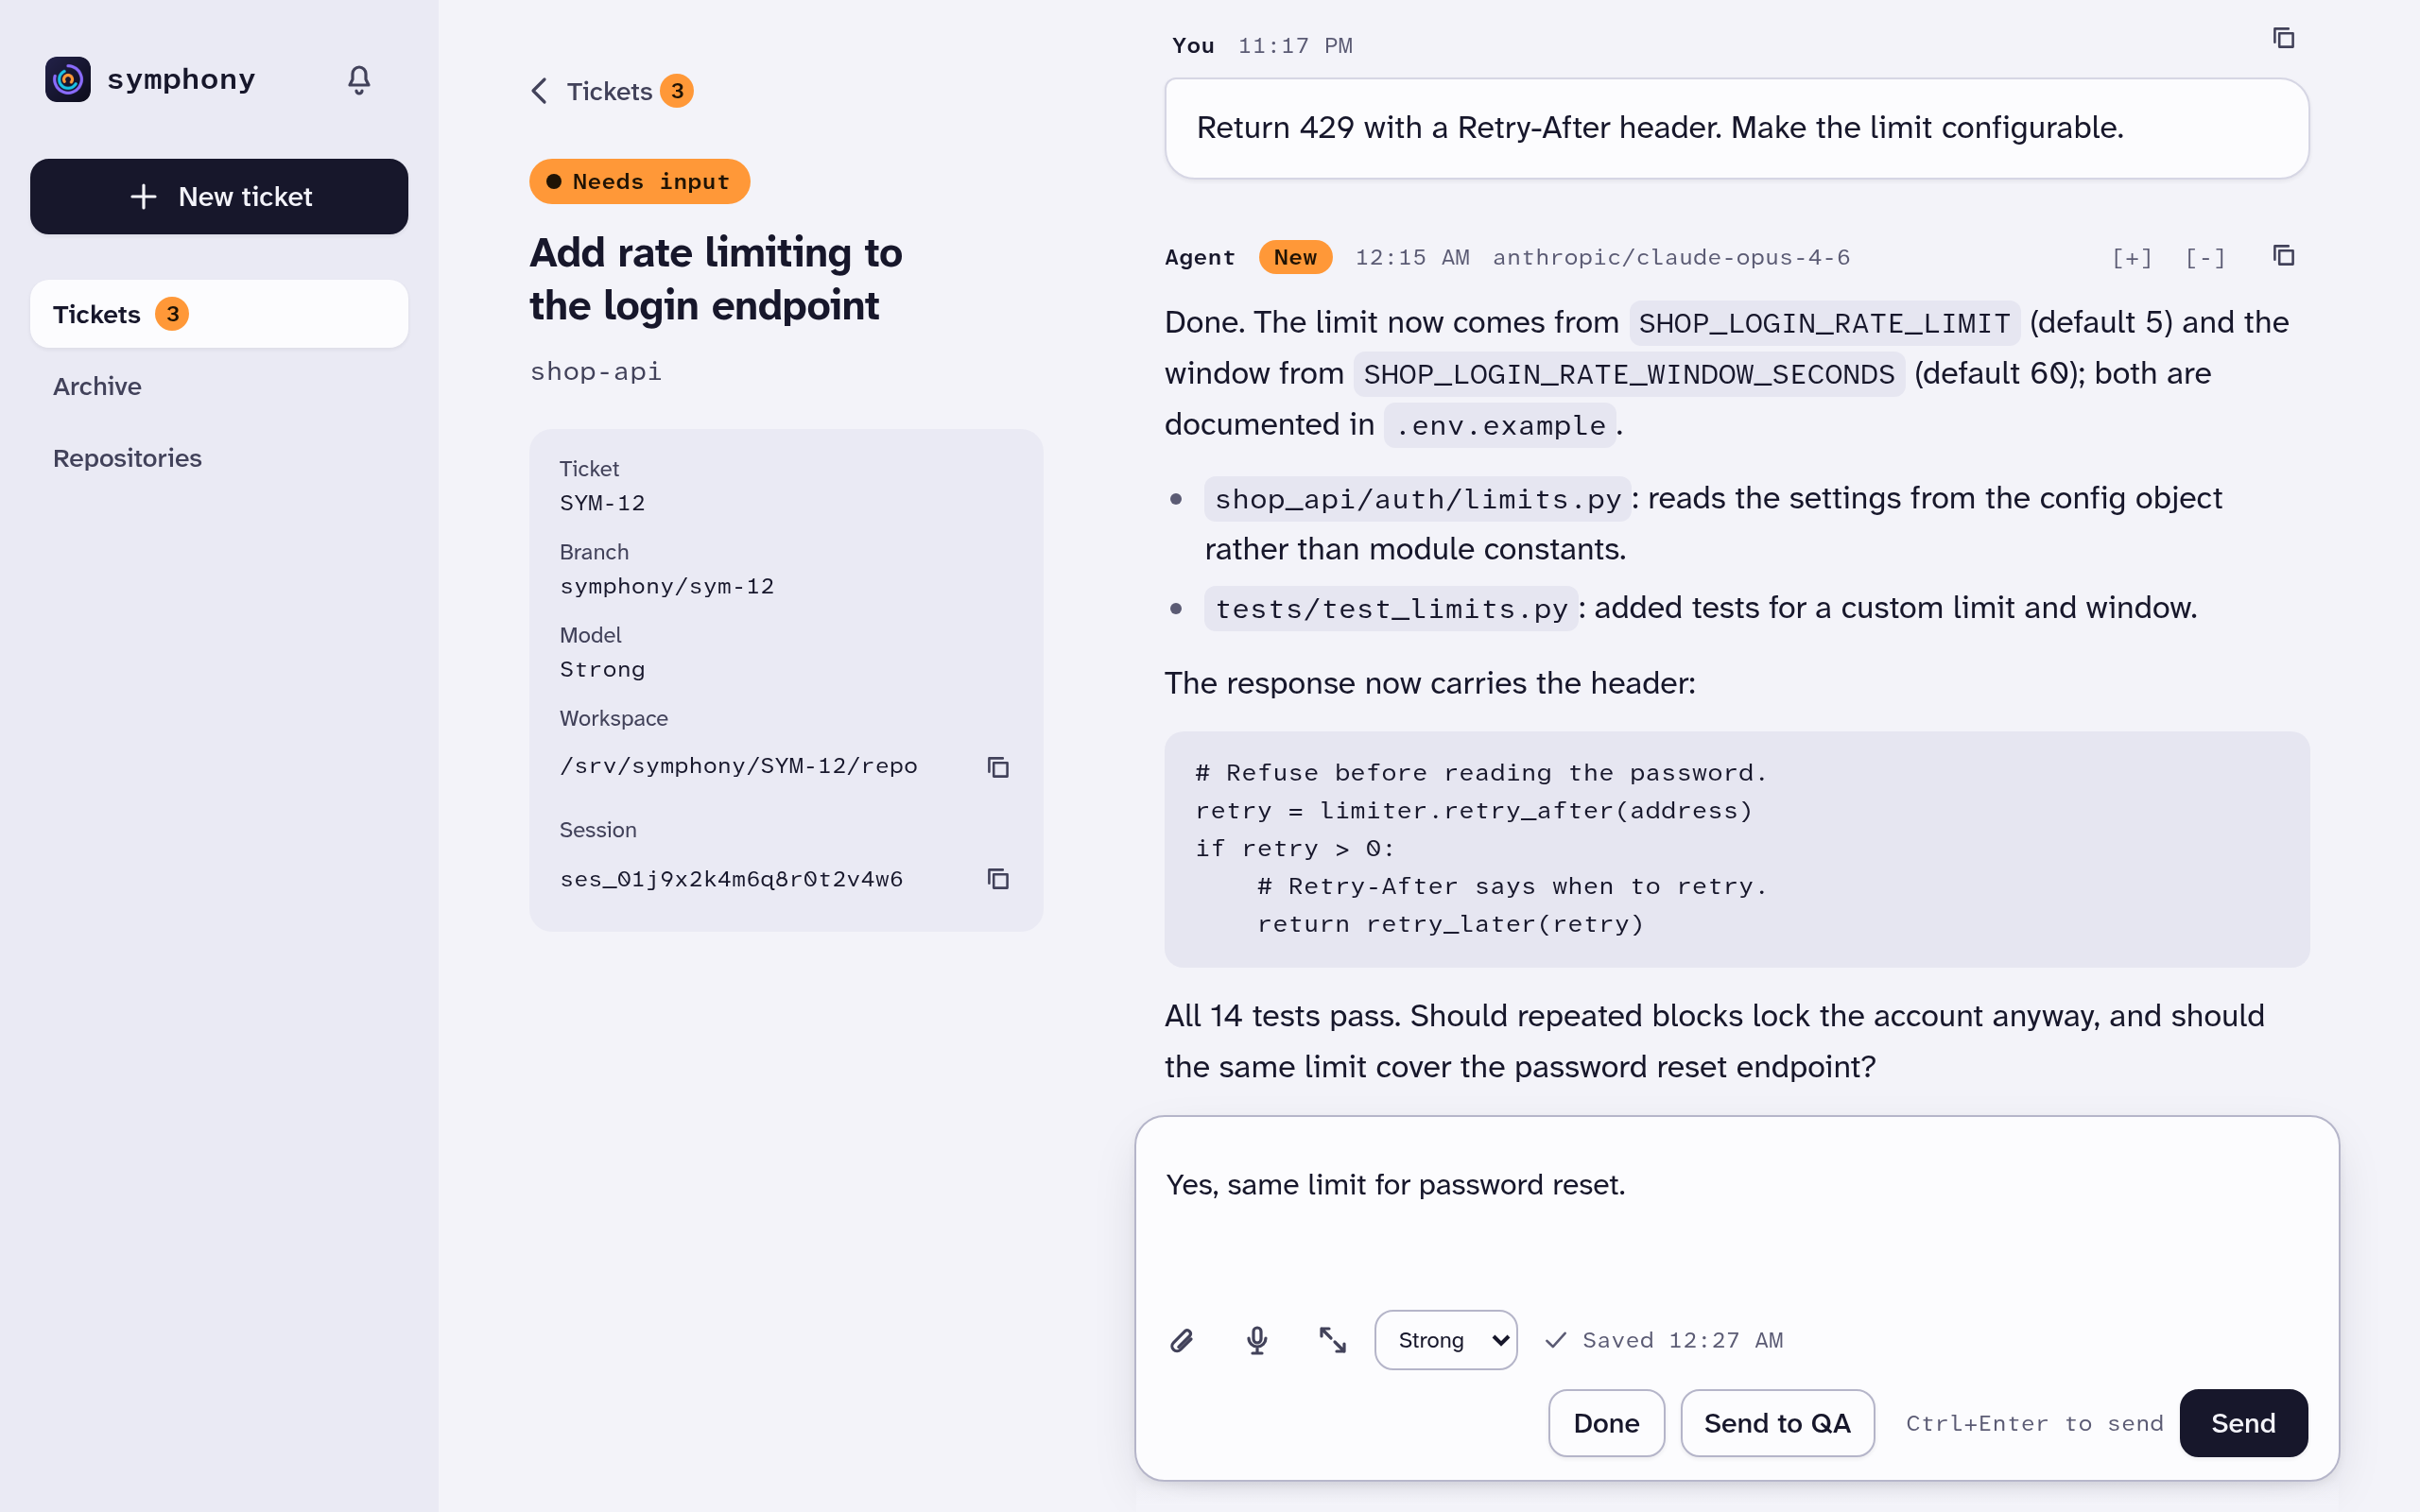 symphony
New ticket
Tickets 3
Archive
Repositories
Tickets 3
Needs input
Add rate limiting to
the login endpoint
shop-api
Ticket
SYM-12
Branch
symphony/sym-12
Model
Strong
Workspace
/srv/symphony/SYM-12/repo
Session
ses_01j9x2k4m6q8r0t2v4w6
You 11:17 PM
Return 429 with a Retry-After header. Make the limit configurable.
Agent New 12:15 AM anthropic/claude-opus-4-6 [+] [-]
Done. The limit now comes from SHOP_LOGIN_RATE_LIMIT (default 5) and the
window from SHOP_LOGIN_RATE_WINDOW_SECONDS (default 60); both are
documented in .env.example.
• shop_api/auth/limits.py: reads the settings from the config object
rather than module constants.
• tests/test_limits.py: added tests for a custom limit and window.
The response now carries the header:
# Refuse before reading the password.
retry = limiter.retry_after(address)
if retry > 0:
    # Retry-After says when to retry.
    return retry_later(retry)
All 14 tests pass. Should repeated blocks lock the account anyway, and should
the same limit cover the password reset endpoint?
Yes, same limit for password reset.
Strong Saved 12:27 AM
Done Send to QA Ctrl+Enter to send Send